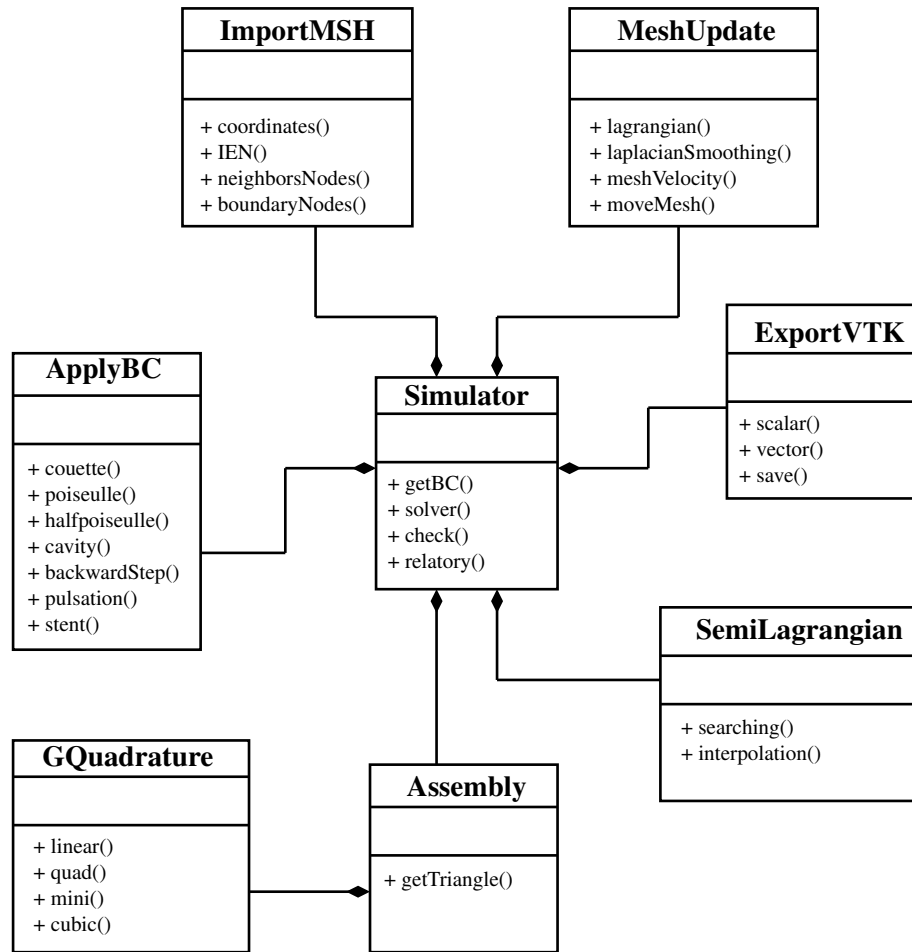 ImportMSH
+ coordinates()
+ IEN()
+ neighborsNodes()
+ boundaryNodes()
MeshUpdate
+ lagrangian()
+ laplacianSmoothing()
+ meshVelocity()
+ moveMesh()
ApplyBC
+ couette()
+ poiseulle()
+ halfpoiseulle()
+ cavity()
+ backwardStep()
+ pulsation()
+ stent()
Simulator
+ getBC()
+ solver()
+ check()
+ relatory()
ExportVTK
+ scalar()
+ vector()
+ save()
SemiLagrangian
+ searching()
+ interpolation()
GQuadrature
+ linear()
+ quad()
+ mini()
+ cubic()
Assembly
+ getTriangle()